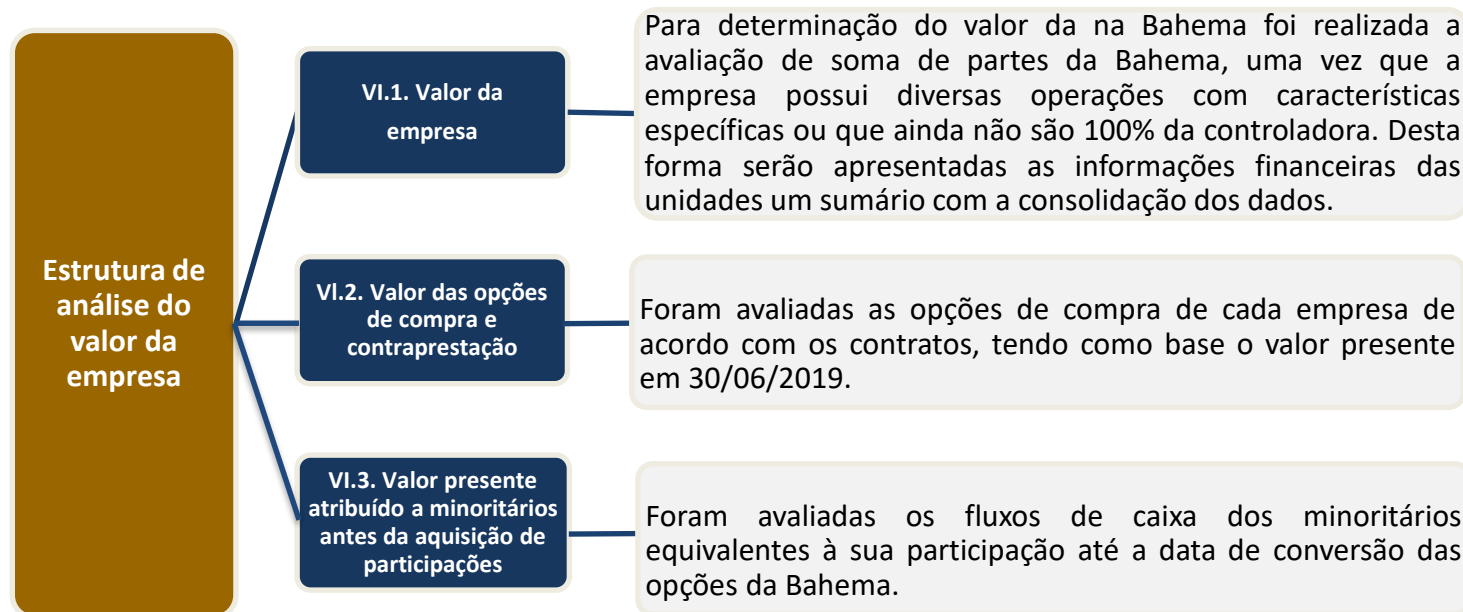 Estrutura de
análise do
valor da
empresa
VI.1. Valor da
empresa
Para determinação do valor da na Bahema foi realizada a
avaliação de soma de partes da Bahema, uma vez que a
empresa possui diversas operações com características
específicas ou que ainda não são 100% da controladora. Desta
forma serão apresentadas as informações financeiras das
unidades um sumário com a consolidação dos dados.
VI.2. Valor das opções
de compra e
contraprestação
Foram avaliadas as opções de compra de cada empresa de
acordo com os contratos, tendo como base o valor presente
em 30/06/2019.
VI.3. Valor presente
atribuído a minoritários
antes da aquisição de
participações
Foram avaliadas os fluxos de caixa dos minoritários
equivalentes à sua participação até a data de conversão das
opções da Bahema.